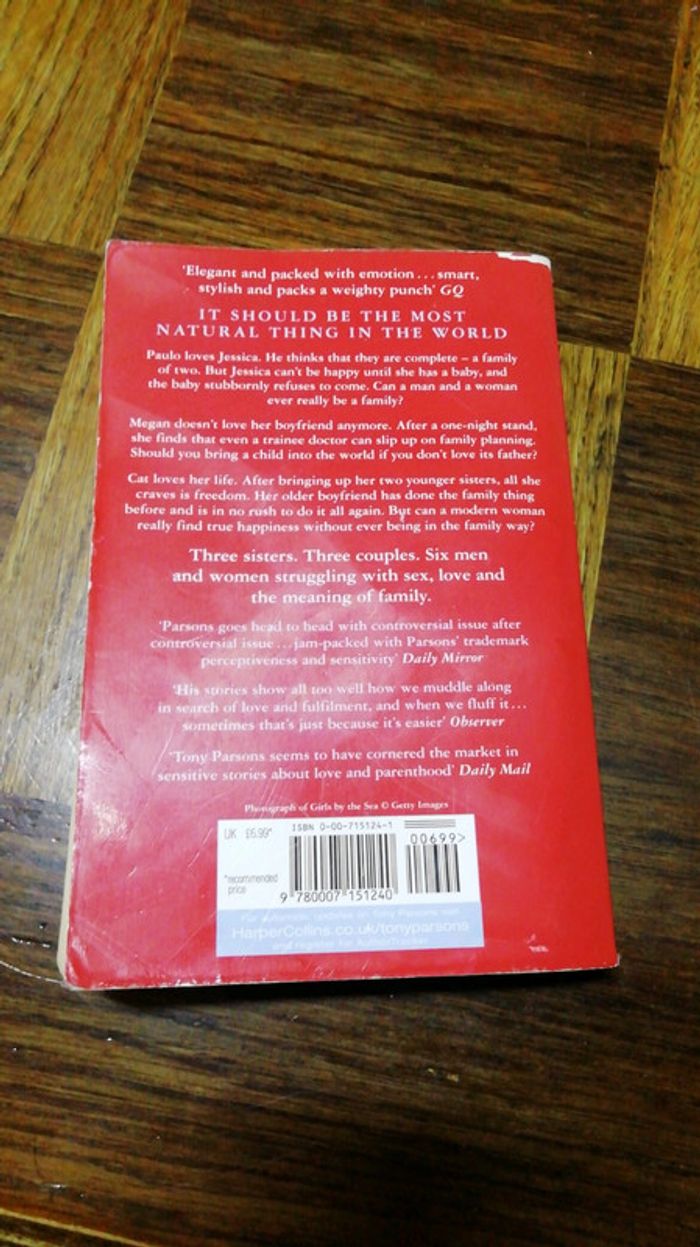 'Elegant and packed with emotion ... smart,
stylish and packs a weighty punch' GQ
IT SHOULD BE THE MOST
NATURAL THING IN THE WORLD
Paulo loves Jessica. He thinks that they are complete – a family
of two. But Jessica can't be happy until she has a baby, and
the baby stubbornly refuses to come. Can a man and a woman
ever really be a family?
Megan doesn't love her boyfriend anymore. After a one-night stand,
she finds that even a trainee doctor can slip up on family planning.
Should you bring a child into the world if you don't love its father?
Cat loves her life. After bringing up her two younger sisters, all she
craves is freedom. Her older boyfriend has done the family thing
before and is in no rush to do it all again. But can a modern woman
really find true happiness without ever being in the family way?
Three sisters. Three couples. Six men
and women struggling with sex, love and
the meaning of family.
'Parsons goes head to head with controversial issue after
controversial issue ... jam-packed with Parsons' trademark
perceptiveness and sensitivity' Daily Mirror
'His stories show all too well how we muddle along
in search of love and fulfilment, and when we fluff it ...
sometimes that's just because it's easier' Observer
'Tony Parsons seems to have cornered the market in
sensitive stories about love and parenthood' Daily Mail
Photograph of Girls by the Sea © Getty Images
UK £6.99*
ISBN 0-00-715124-1
00699>
*recommended
price
9 780007 151240
For automatic updates on Tony Parsons visit
HarperCollins.co.uk/tonyparsons
and register for AuthorTracker